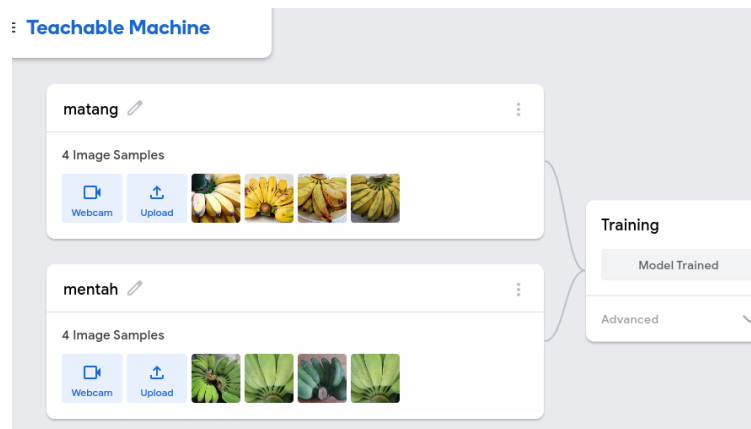 Teachable Machine
matang
4 Image Samples
Webcam
Upload
mentah
4 Image Samples
Webcam
Upload
Training
Model Trained
Advanced